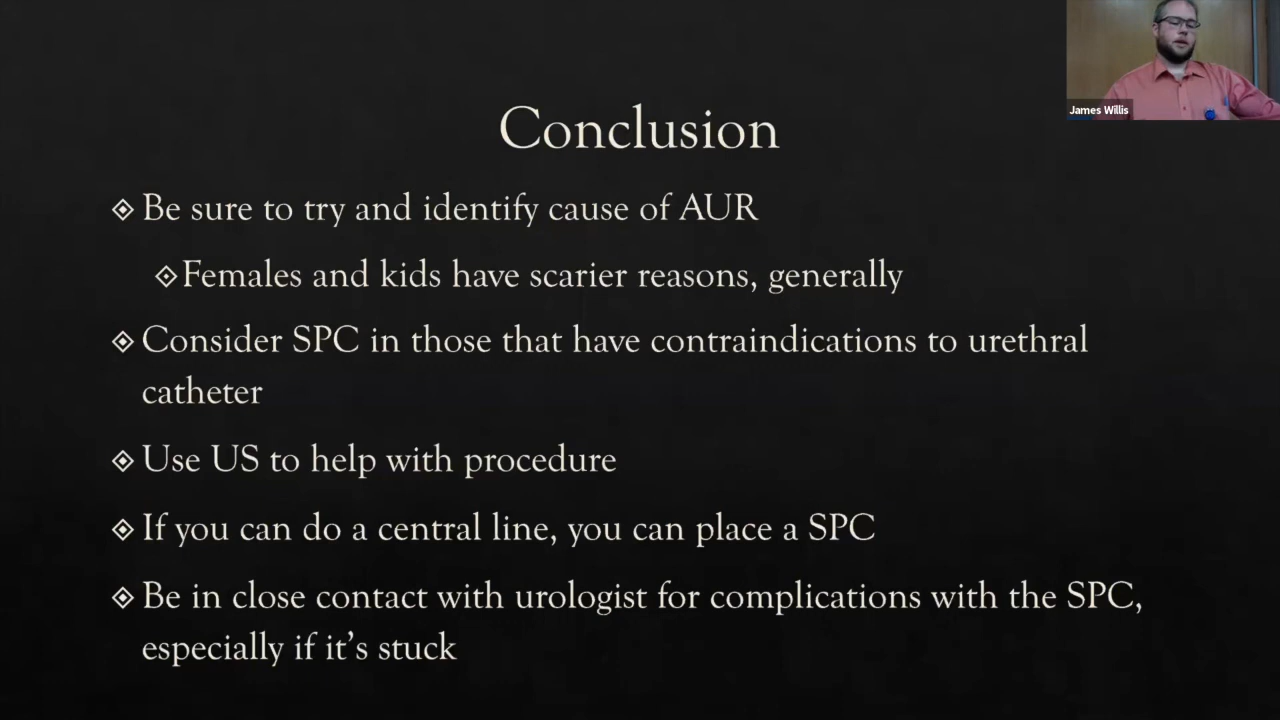 James Willis
Conclusion
Be sure to try and identify cause of AUR
Females and kids have scarier reasons, generally
Consider SPC in those that have contraindications to urethral
catheter
Use US to help with procedure
If you can do a central line, you can place a SPC
Be in close contact with urologist for complications with the SPC,
especially if it’s stuck